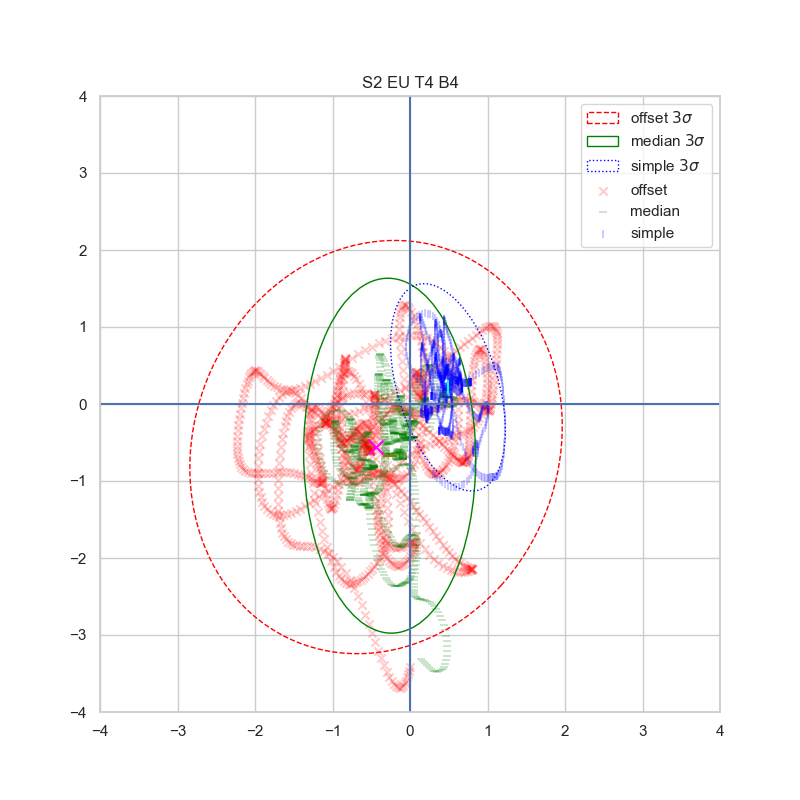 S2 EU T4 B4
4
3
2
1
0
−1
−2
−3
−4
−4 −3 −2 −1 0 1 2 3 4
offset 3σ
median 3σ
simple 3σ
offset
median
simple